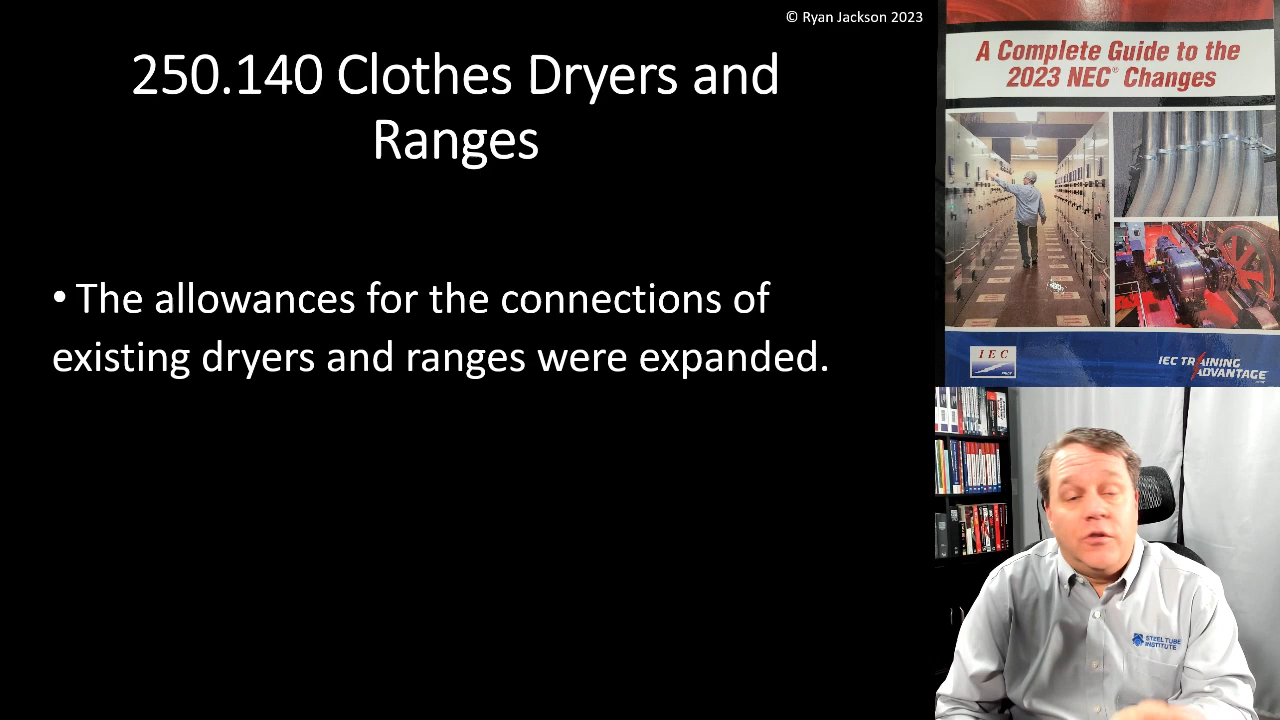 © Ryan Jackson 2023
250.140 Clothes Dryers and
Ranges
• The allowances for the connections of
existing dryers and ranges were expanded.
A Complete Guide to the
2023 NEC® Changes
IEC
IEC TRAINING
ADVANTAGE
STEEL TUBE
INSTITUTE